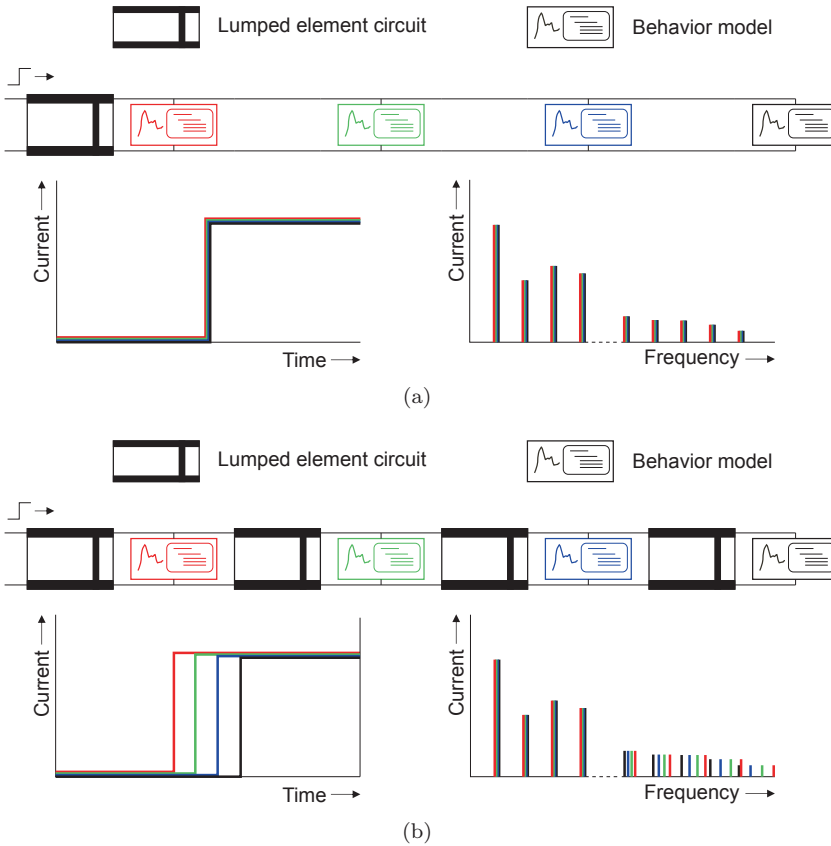 Lumped element circuit
Behavior model
Current
Time
Current
Frequency
(a)
Lumped element circuit
Behavior model
Current
Time
Current
Frequency
(b)